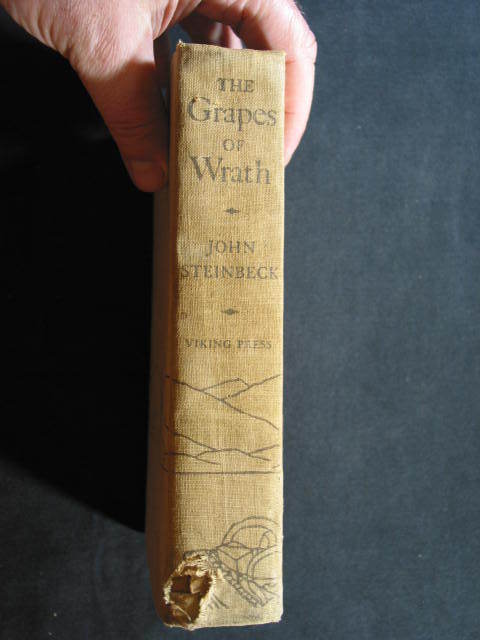 THE
Grapes
OF
Wrath
JOHN
STEINBECK
VIKING PRESS